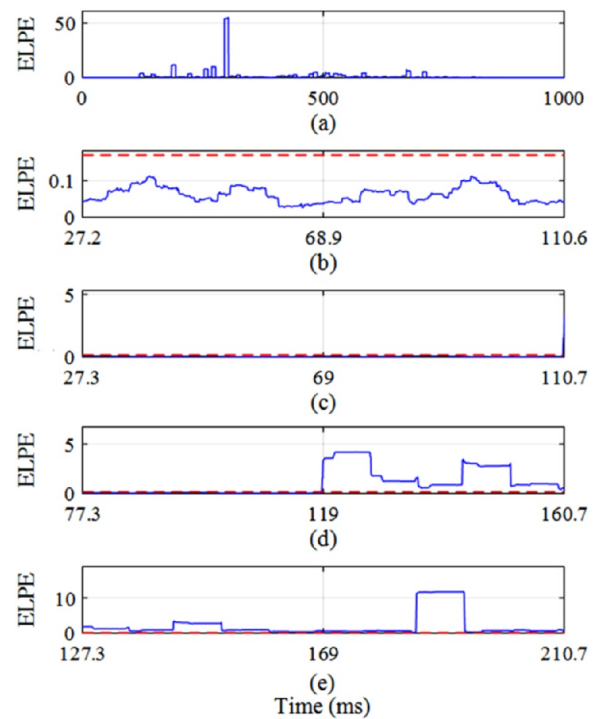 ELPE
50
0
0 500 1000
(a)
ELPE
0.1
0
27.2 68.9 110.6
(b)
ELPE
5
0
27.3 69 110.7
(c)
ELPE
5
0
77.3 119 160.7
(d)
ELPE
10
0
127.3 169 210.7
(e)
Time (ms)